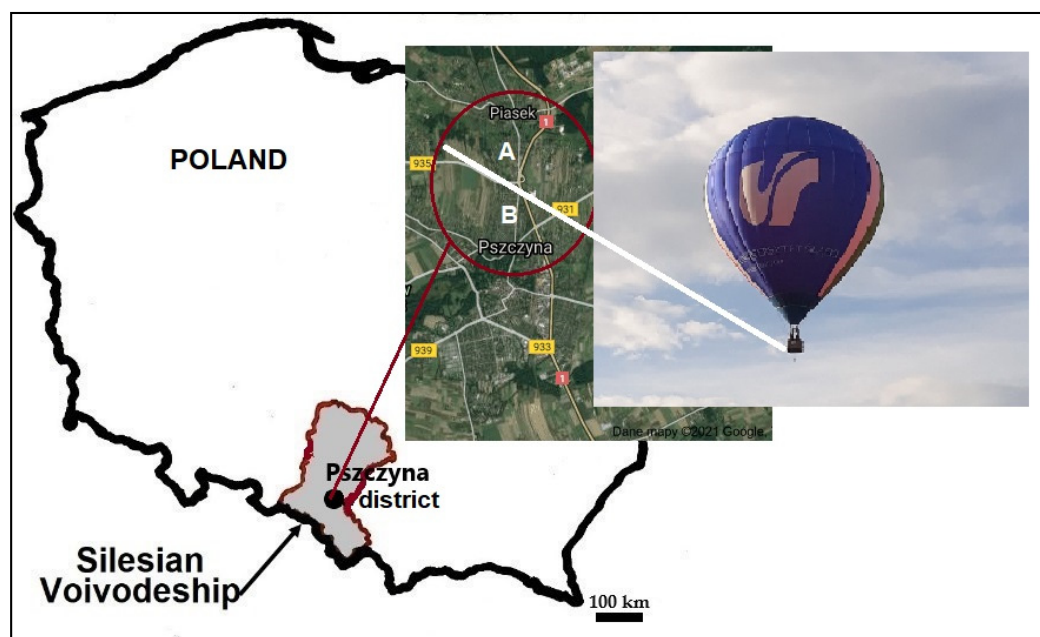 POLAND
Piasek
1
A
935
B
931
Pszczyna
939
933
1
Dane mapy ©2021 Google,
Pszczyna
district
Silesian
Voivodeship
100 km